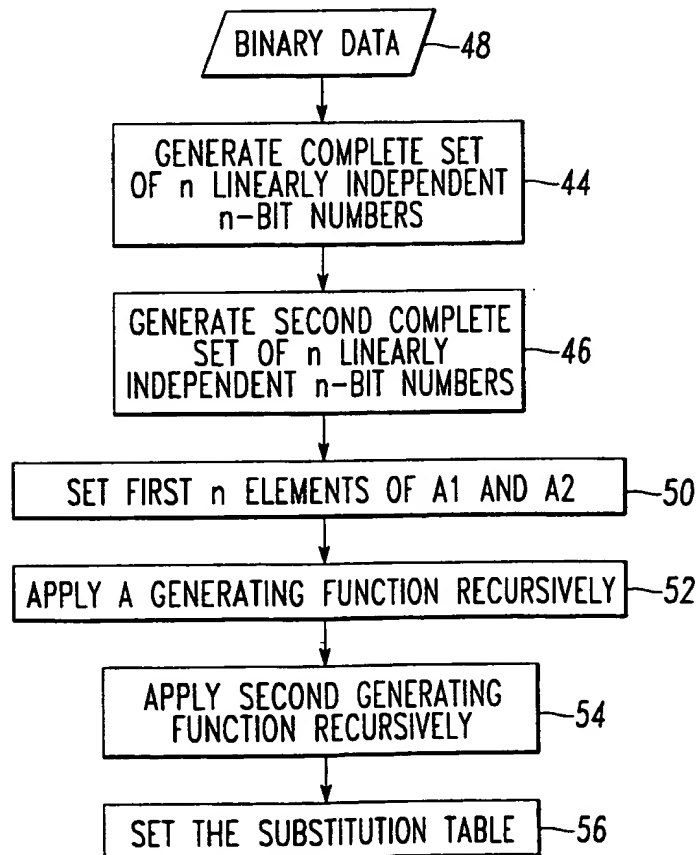 BINARY DATA 48
GENERATE COMPLETE SET
OF n LINEARLY INDEPENDENT 44
n-BIT NUMBERS
GENERATE SECOND COMPLETE
SET OF n LINEARLY 46
INDEPENDENT n-BIT NUMBERS
SET FIRST n ELEMENTS OF A1 AND A2 50
APPLY A GENERATING FUNCTION RECURSIVELY 52
APPLY SECOND GENERATING
FUNCTION RECURSIVELY 54
SET THE SUBSTITUTION TABLE 56